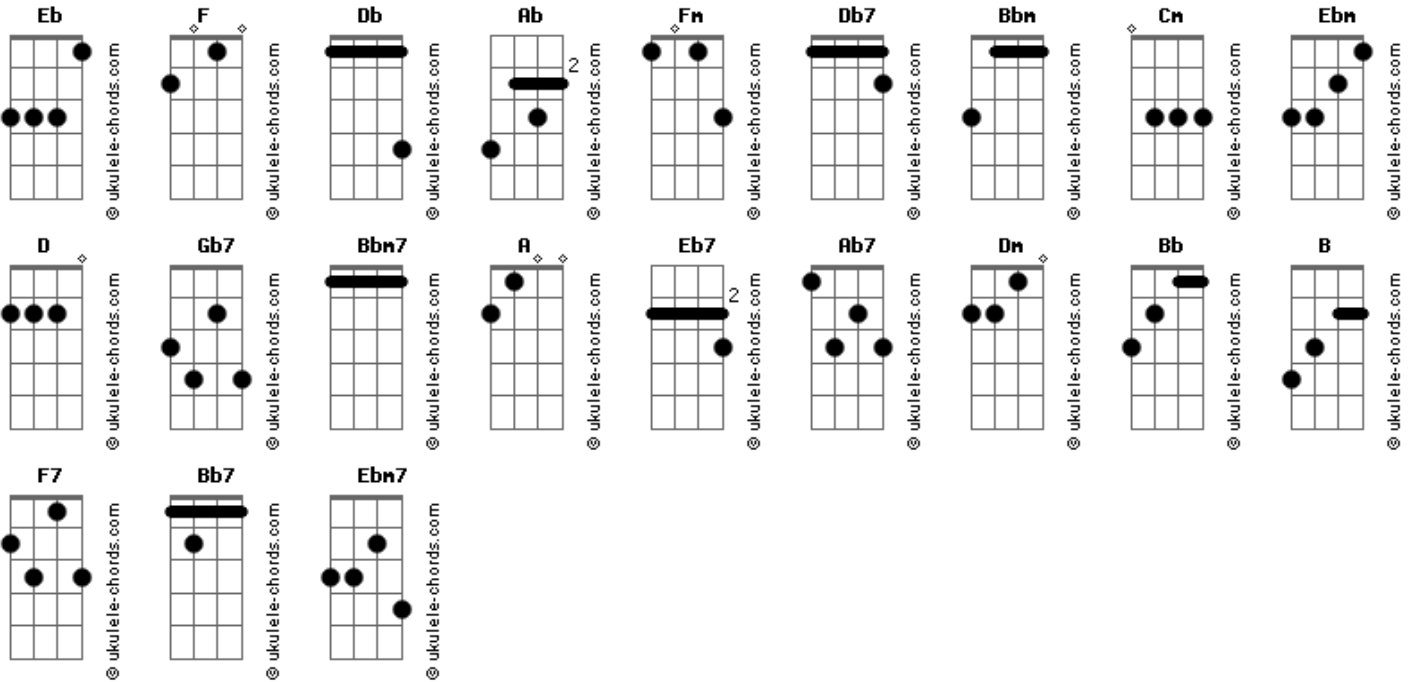 Eb F Db Ab Fm Db7 Bbm Cm Ebm
2
© ukulele-chords.com © ukulele-chords.com © ukulele-chords.com © ukulele-chords.com © ukulele-chords.com © ukulele-chords.com © ukulele-chords.com © ukulele-chords.com © ukulele-chords.com
D Gb7 Bbm7 A Eb7 Ab7 Dm Bb B
2
© ukulele-chords.com © ukulele-chords.com © ukulele-chords.com © ukulele-chords.com © ukulele-chords.com © ukulele-chords.com © ukulele-chords.com © ukulele-chords.com © ukulele-chords.com
F7 Bb7 Ebm7
© ukulele-chords.com © ukulele-chords.com © ukulele-chords.com